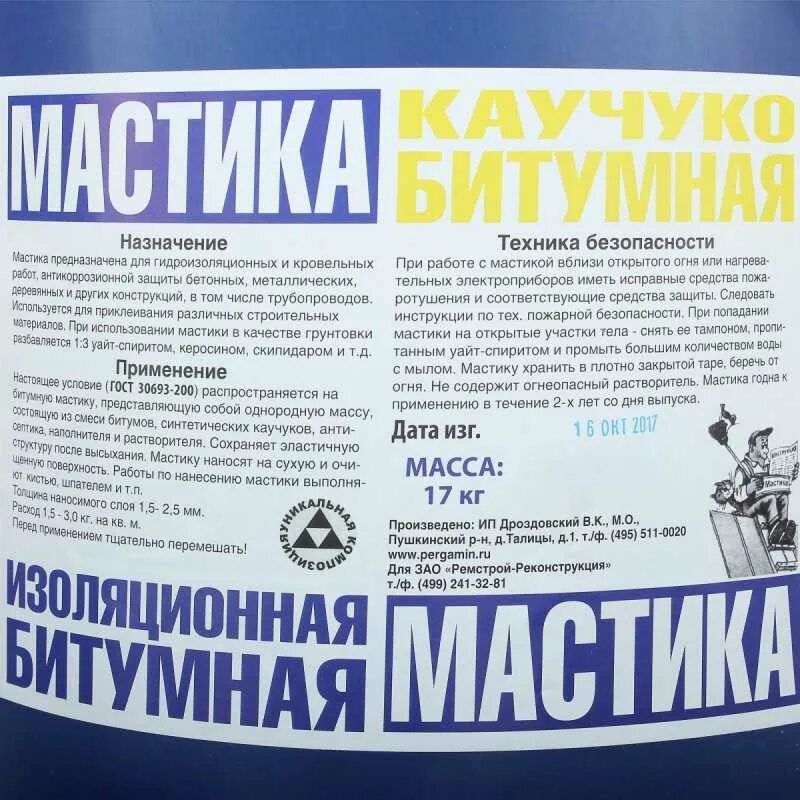 МАСТИКА
Назначение
Мастика предназначена для гидроизоляционных и кровельных
работ, антикоррозионной защиты бетонных, металлических,
деревянных и других конструкций, в том числе трубопроводов.
Используется для приклеивания различных строительных
материалов. При использовании мастики в качестве грунтовки
разбавляется 1:3 уайт-спиритом, керосином, скипидаром и т.д.
Применение
Настоящее условие (ГОСТ 30693-200) распространяется на
битумную мастику, представляющую собой однородную массу,
состоящую из смеси битумов, синтетических каучуков, анти-
септика, наполнителя и растворителя. Сохраняет эластичную
структуру после высыхания. Мастику наносят на сухую и очи-
щенную поверхность. Работы по нанесению мастики выполня-
ют кистью, шпателем и т.п.
Толщина наносимого слоя 1,5- 2,5 мм.
Расход 1,5 - 3,0 кг. на кв. м.
Перед применением тщательно перемешать!
УНИКАЛЬНАЯ КОМПОЗИЦИЯ
ИЗОЛЯЦИОННАЯ
БИТУМНАЯ
КАУЧУКО
БИТУМНАЯ
Техника безопасности
При работе с мастикой вблизи открытого огня или нагрева-
тельных электроприборов иметь исправные средства пожа-
ротушения и соответствующие средства защиты. Следовать
инструкции по тех. пожарной безопасности. При попадании
мастики на открытые участки тела - снять ее тампоном, пропи-
танным уайт-спиритом и промыть большим количеством воды
с мылом. Мастику хранить в плотно закрытой таре, беречь от
огня. Не содержит огнеопасный растворитель. Мастика годна к
применению в течение 2-х лет со дня выпуска.
Дата изг. 16 ОКТ 2017
МАССА:
17 кг
Мастика
Произведено: ИП Дроздовский В.К., М.О.,
Пушкинский р-н, д.Талицы, д.1. т./ф. (495) 511-0020
www.pergamin.ru
Для ЗАО «Ремстрой-Реконструкция»
т./ф. (499) 241-32-81
МАСТИКА